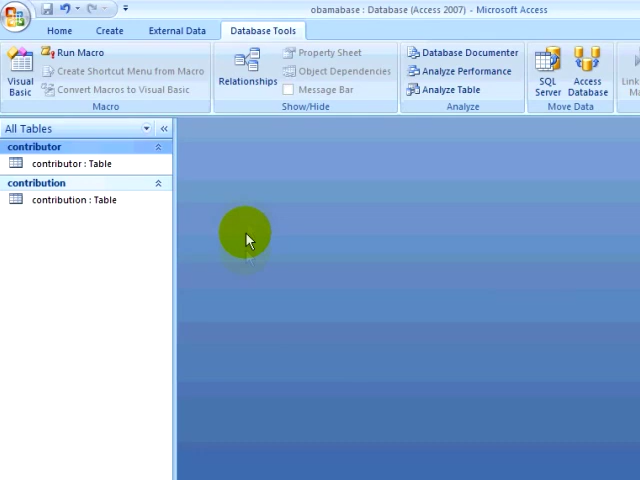 obamabase : Database (Access 2007) - Microsoft Access
Home Create External Data Database Tools
Visual Basic
Run Macro
Create Shortcut Menu from Macro
Convert Macros to Visual Basic
Macro
Relationships
Property Sheet
Object Dependencies
Message Bar
Show/Hide
Database Documenter
Analyze Performance
Analyze Table
Analyze
SQL Server
Access Database
Move Data
All Tables
contributor
contributor : Table
contribution
contribution : Table